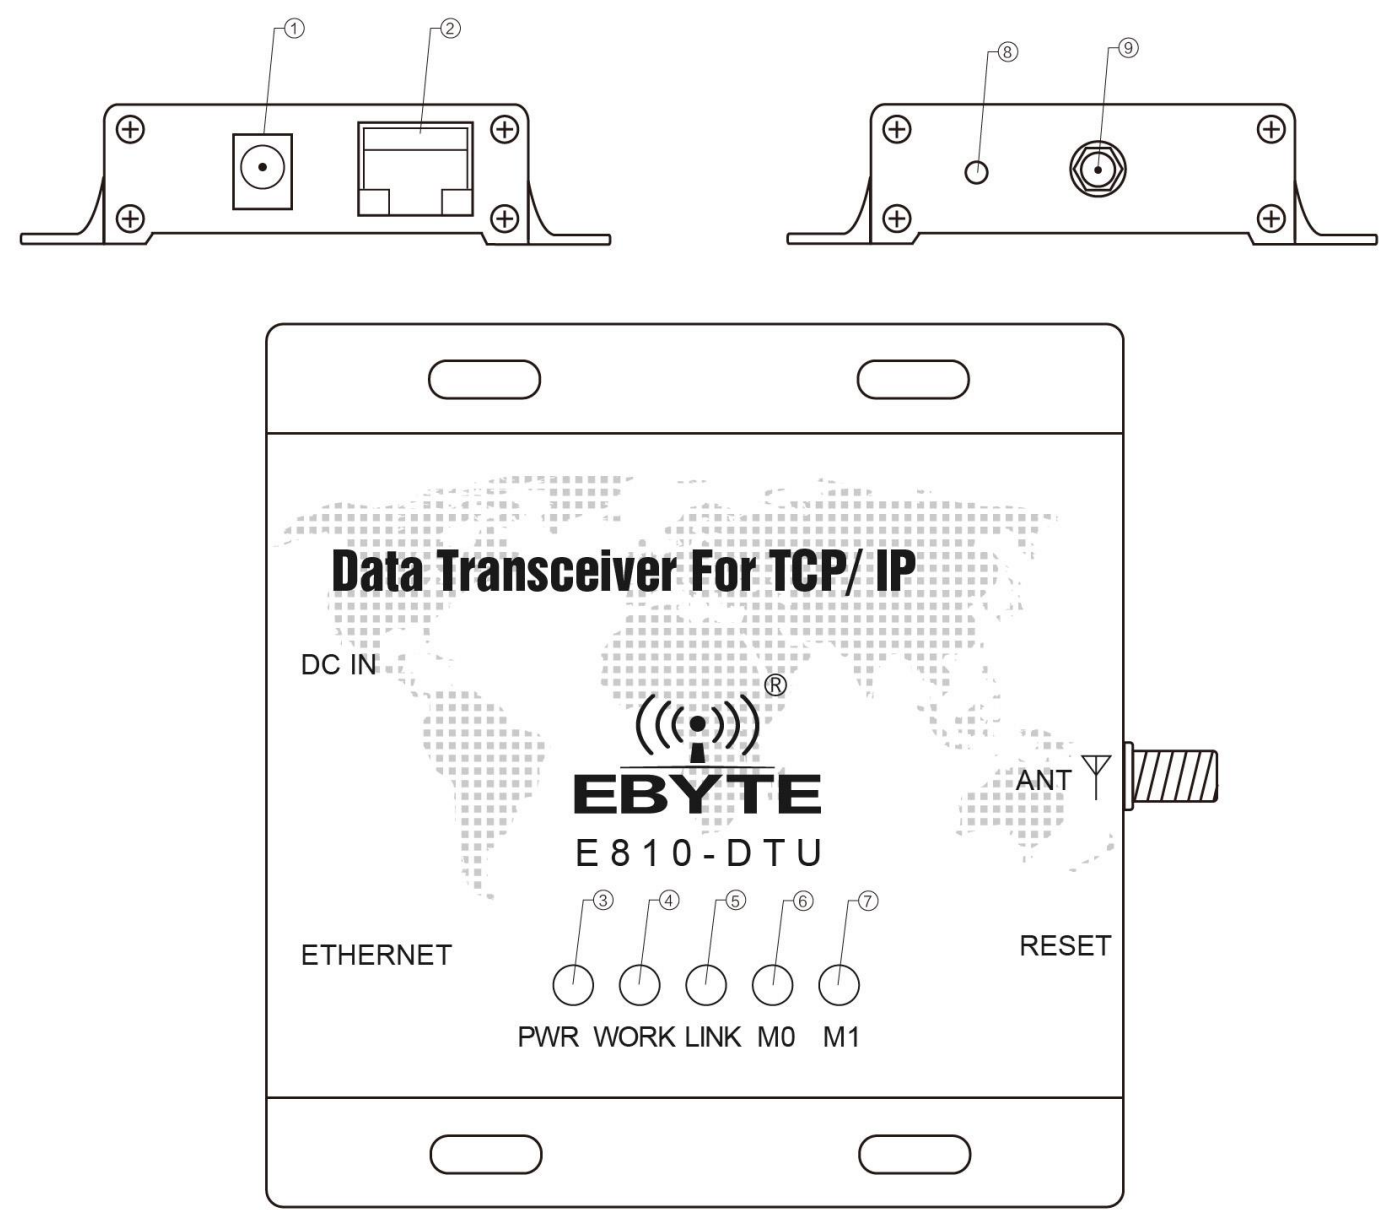 ① ②
⑧ ⑨
Data Transceiver For TCP/ IP
DC IN
®
EBYTE
ANT
E810-DTU
③ ④ ⑤ ⑥ ⑦
ETHERNET
RESET
PWR WORK LINK M0 M1